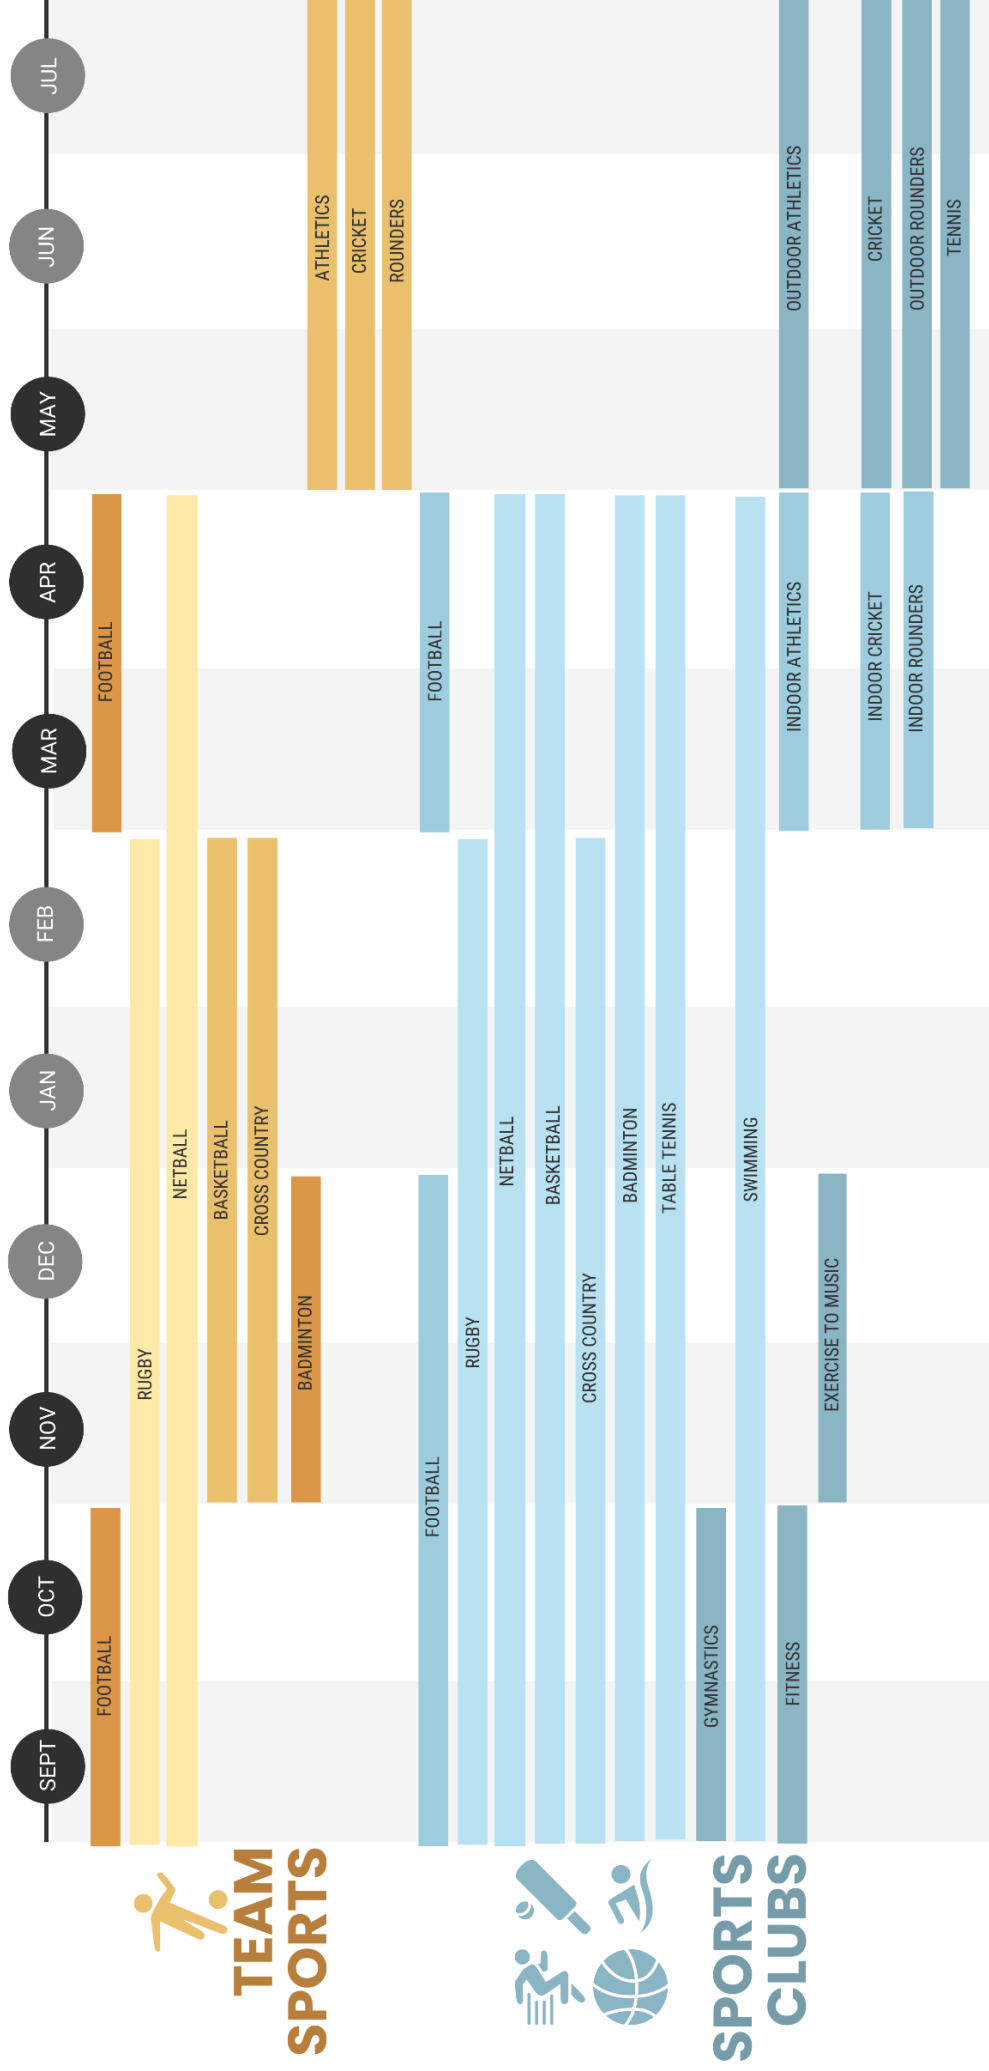 SEPT
OCT
NOV
DEC
JAN
FEB
MAR
APR
MAY
JUN
JUL
TEAM
SPORTS
FOOTBALL
FOOTBALL
RUGBY
NETBALL
BASKETBALL
CROSS COUNTRY
BADMINTON
ATHLETICS
CRICKET
ROUNDERS
SPORTS
CLUBS
FOOTBALL
FOOTBALL
RUGBY
NETBALL
BASKETBALL
CROSS COUNTRY
BADMINTON
TABLE TENNIS
GYMNASTICS
SWIMMING
FITNESS
INDOOR ATHLETICS
OUTDOOR ATHLETICS
EXERCISE TO MUSIC
INDOOR CRICKET
CRICKET
INDOOR ROUNDERS
OUTDOOR ROUNDERS
TENNIS